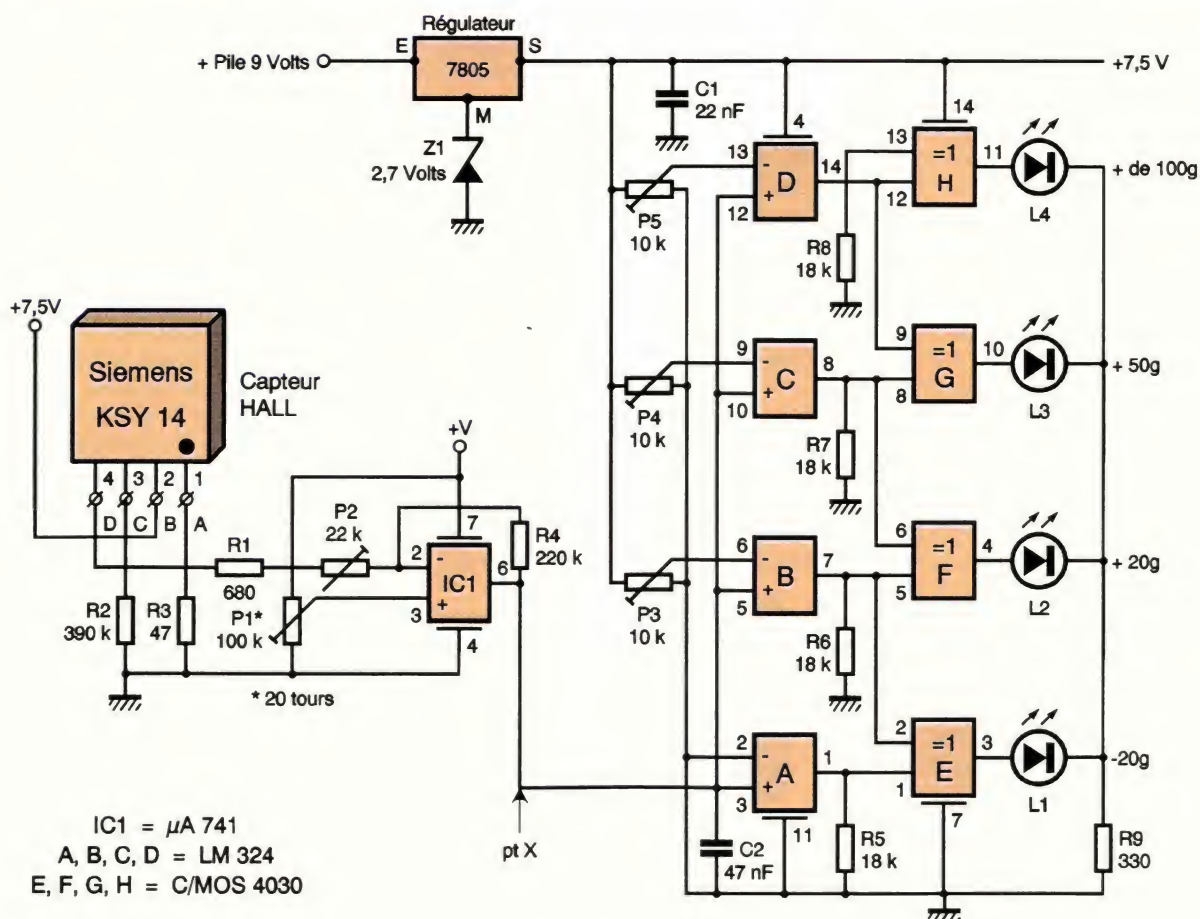 Régulateur
+ Pile 9 Volts
E
7805
S
M
+7,5 V
Z1
2,7 Volts
C1
22 nF
4
13
-
D
14
12
+
P5
10 k
14
13
=1
H
11
12
L4
+ de 100g
R8
18 k
+7,5V
Siemens
KSY 14
Capteur
HALL
4
3
2
1
D
C
B
A
9
-
C
8
10
+
P4
10 k
9
=1
G
10
8
L3
+ 50g
R7
18 k
+V
P2
22 k
7
R4
220 k
R1
680
2
-
IC1
6
3
+
4
P1*
100 k
R2
390 k
R3
47
* 20 tours
6
-
B
7
5
+
P3
10 k
6
=1
F
4
5
L2
+ 20g
R6
18 k
2
-
A
1
3
+
11
2
=1
E
3
1
7
L1
-20g
pt X
C2
47 nF
R5
18 k
R9
330
IC1 = µA 741
A, B, C, D = LM 324
E, F, G, H = C/MOS 4030